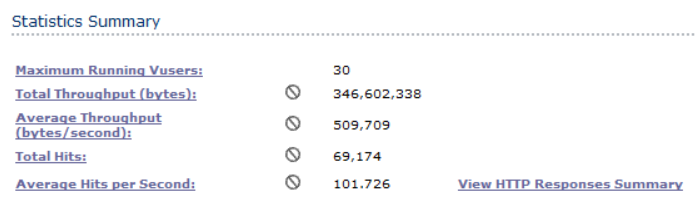 Statistics Summary
Maximum Running Vusers: 30
Total Throughput (bytes): 346,602,338
Average Throughput
(bytes/second): 509,709
Total Hits: 69,174
Average Hits per Second: 101.726 View HTTP Responses Summary